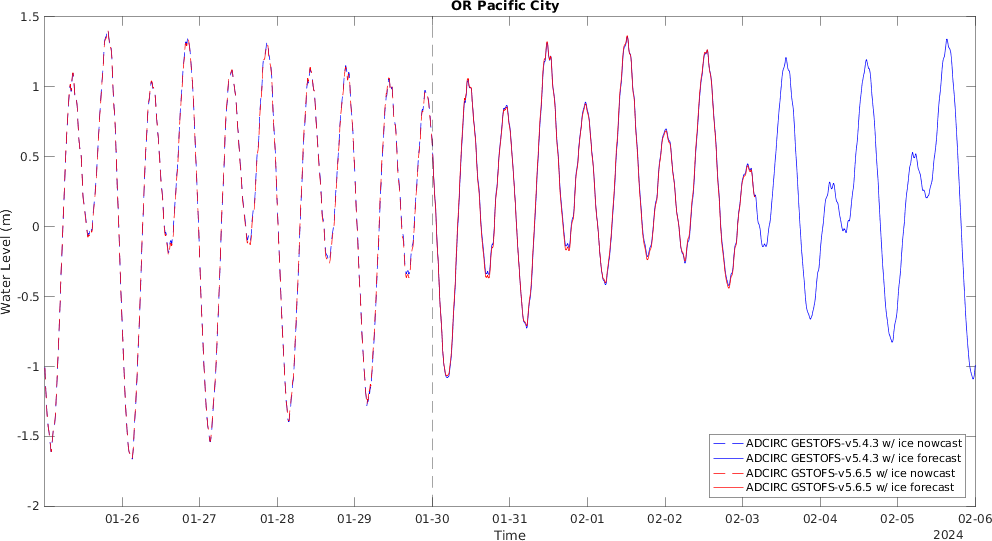 OR Pacific City
1.5
1
0.5
0
-0.5
-1
-1.5
-2
Water Level (m)
ADCIRC GESTOFS-v5.4.3 w/ ice nowcast
ADCIRC GESTOFS-v5.4.3 w/ ice forecast
ADCIRC GSTOFS-v5.6.5 w/ ice nowcast
ADCIRC GSTOFS-v5.6.5 w/ ice forecast
01-26 01-27 01-28 01-29 01-30 01-31 02-01 02-02 02-03 02-04 02-05 02-06
Time
2024